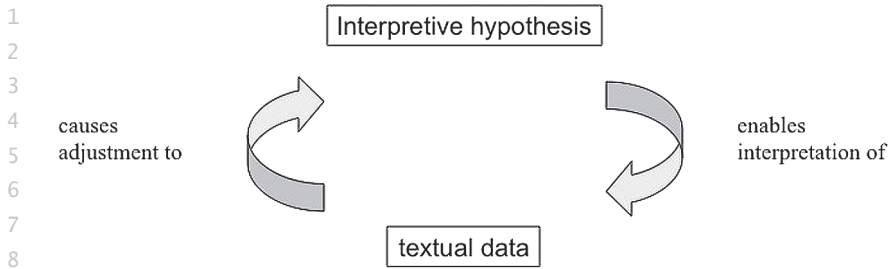 1
Interpretive hypothesis
2
3
4
causes
enables
5
adjustment to
interpretation of
6
7
textual data
8